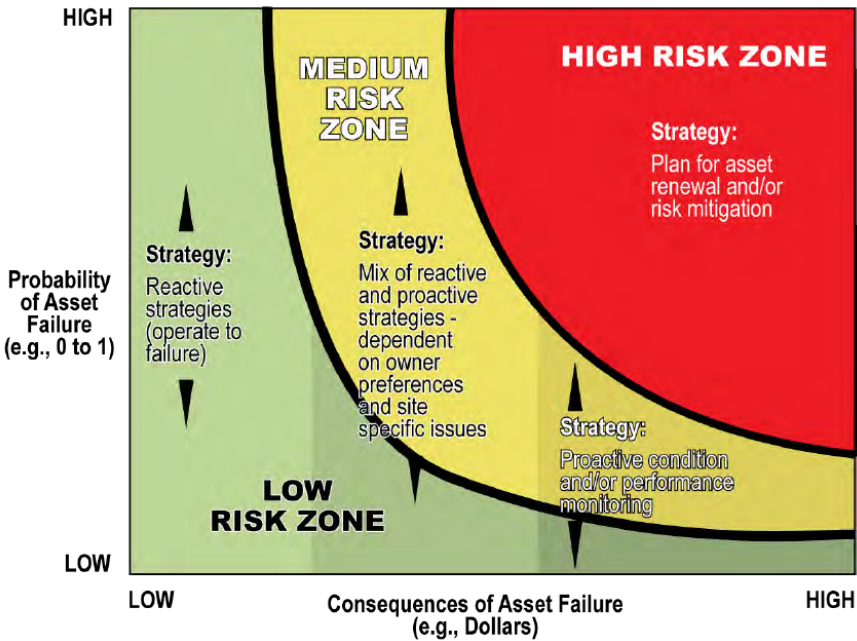 HIGH
MEDIUM
RISK
ZONE
HIGH RISK ZONE
Strategy:
Plan for asset
renewal and/or
risk mitigation
Strategy:
Reactive
strategies
(operate to
failure)
Strategy:
Mix of reactive
and proactive
strategies -
dependent
on owner
preferences
and site
specific issues
Probability
of Asset
Failure
(e.g., 0 to 1)
Strategy:
Proactive condition
and/or performance
monitoring
LOW
RISK ZONE
LOW
LOW
Consequences of Asset Failure
(e.g., Dollars)
HIGH